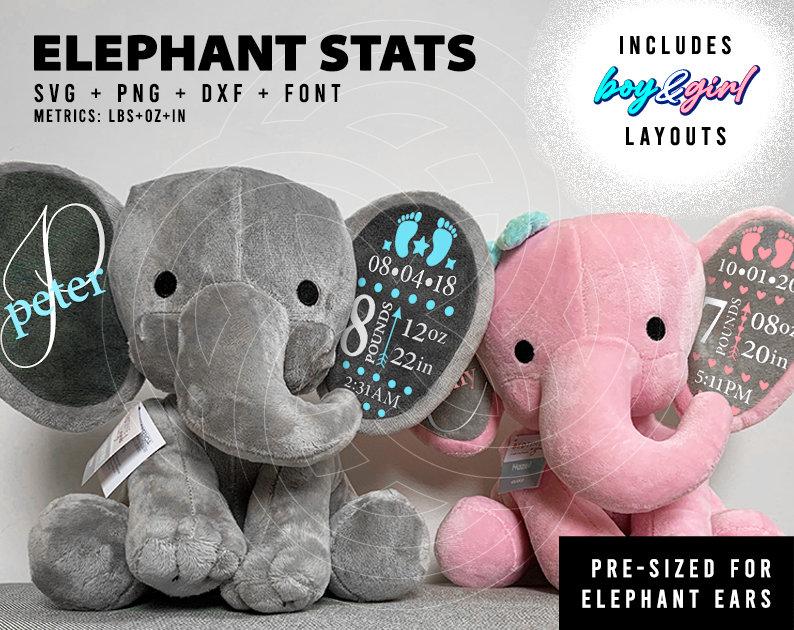 ELEPHANT STATS
SVG + PNG + DXF + FONT
METRICS: LBS+OZ+IN
INCLUDES
boy&girl
LAYOUTS
P
peter
08•04•18
8
POUNDS
12oz
22in
2:31AM
10•01•20
7
POUNDS
08oz
20in
5:11PM
Hazel
PRE-SIZED FOR
ELEPHANT EARS